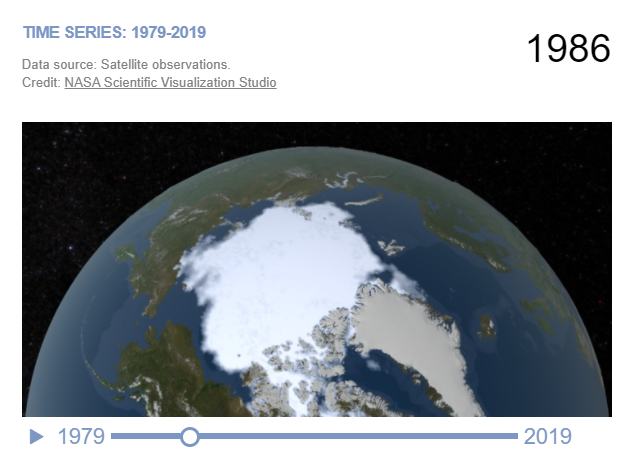 TIME SERIES: 1979-2019
1986
Data source: Satellite observations.
Credit: NASA Scientific Visualization Studio
1979
2019